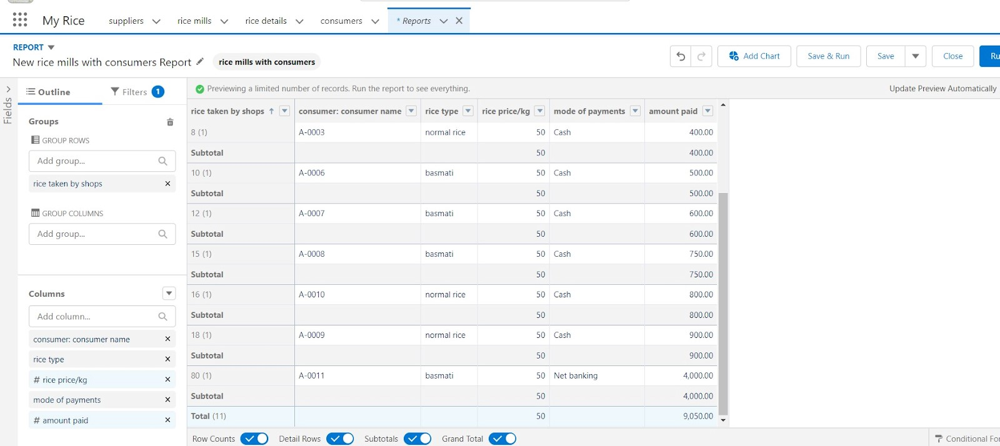 My Rice suppliers rice mills rice details consumers * Reports
REPORT
New rice mills with consumers Report rice mills with consumers
Add Chart Save & Run Save Close Ru
Fields
Outline Filters 1
Previewing a limited number of records. Run the report to see everything. Update Preview Automatically
Groups
GROUP ROWS
Add group...
rice taken by shops
GROUP COLUMNS
Add group...
Columns
Add column...
consumer: consumer name
rice type
# rice price/kg
mode of payments
# amount paid
rice taken by shops consumer: consumer name rice type rice price/kg mode of payments amount paid
8 (1) A-0003 normal rice 50 Cash 400.00
Subtotal 50 400.00
10 (1) A-0006 basmati 50 Cash 500.00
Subtotal 50 500.00
12 (1) A-0007 basmati 50 Cash 600.00
Subtotal 50 600.00
15 (1) A-0008 basmati 50 Cash 750.00
Subtotal 50 750.00
16 (1) A-0010 normal rice 50 Cash 800.00
Subtotal 50 800.00
18 (1) A-0009 normal rice 50 Cash 900.00
Subtotal 50 900.00
80 (1) A-0011 basmati 50 Net banking 4,000.00
Subtotal 50 4,000.00
Total (11) 50 9,050.00
Row Counts Detail Rows Subtotals Grand Total Conditional For